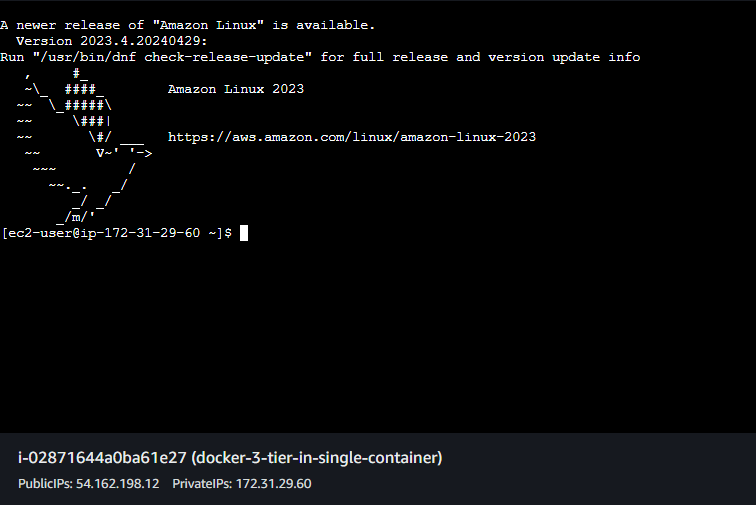 A newer release of "Amazon Linux" is available.
  Version 2023.4.20240429:
Run "/usr/bin/dnf check-release-update" for full release and version update info
   ,     #_
   ~\_  ####_        Amazon Linux 2023
  ~~  \_#####\
  ~~     \###|
  ~~       \#/ ___   https://aws.amazon.com/linux/amazon-linux-2023
   ~~       V~' '->
    ~~~         /
      ~~._.   _/
         _/ _/
       _/m/'
[ec2-user@ip-172-31-29-60 ~]$
i-02871644a0ba61e27 (docker-3-tier-in-single-container)
PublicIPs: 54.162.198.12 PrivateIPs: 172.31.29.60